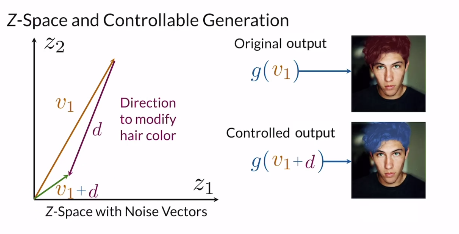 Z-Space and Controllable Generation
z₂
Original output
g(v₁)
v₁
d
Direction
to modify
hair color
Controlled output
g(v₁+d)
v₁+d
z₁
Z-Space with Noise Vectors